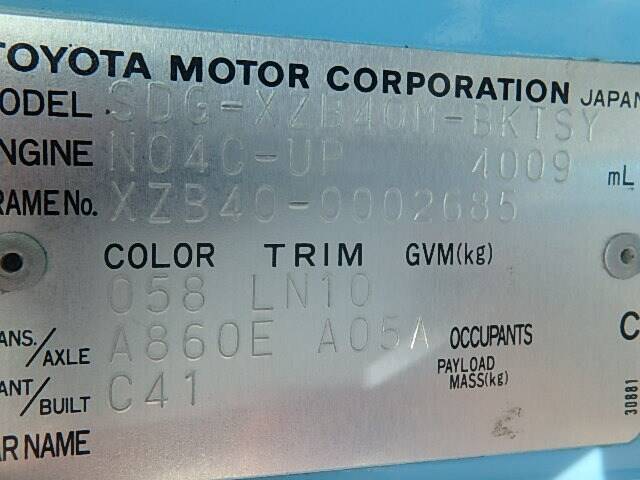 TOYOTA MOTOR CORPORATION JAPAN
MODEL SDG-XZB40M-BKTSY
ENGINE N04C-UP 4009 mL
FRAME No. XZB40-0002685
COLOR TRIM GVM(kg)
058 LN10
TRANS./AXLE A860E A05A OCCUPANTS C
PAYLOAD MASS(kg)
PLANT/BUILT C41
CAR NAME
30881